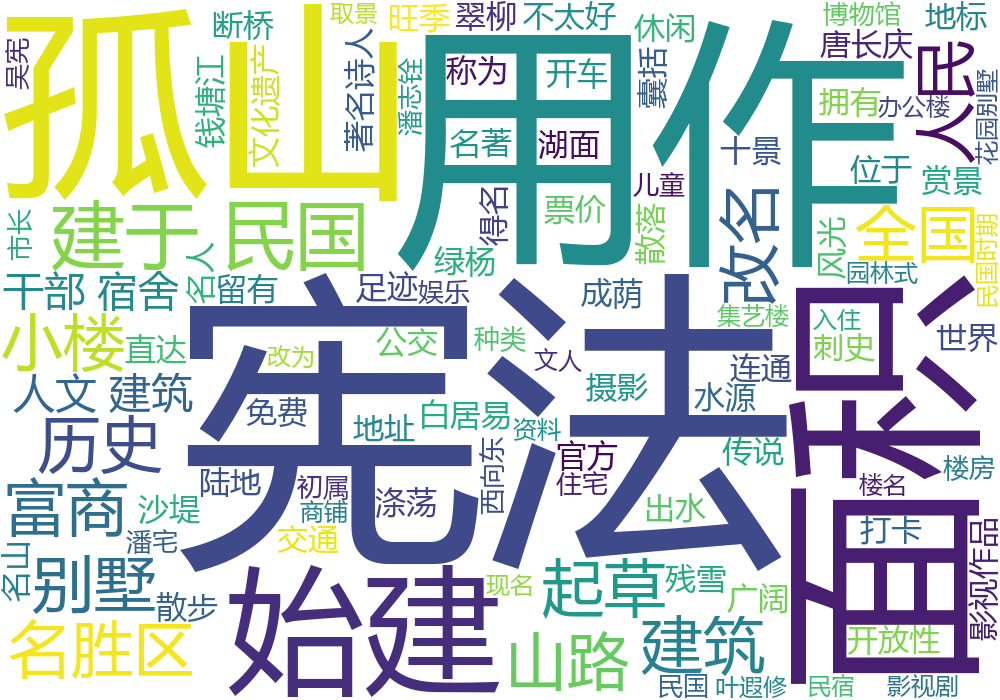 孤山
用作
宪法
面积
始建
断桥
取景
旺季
翠柳
不太好
休闲
博物馆
地标
吴宪
钱塘江
文化遗产
著名诗人
潘志铨
称为
开车
囊括
唐长庆
人民
拥有
办公楼
花园别墅
名著
湖面
十景
位于
赏景
儿童
建于
民国
得名
票价
散落
改名
风光
全国
民国时期
市长
名人
绿杨
干部
宿舍
留有
足迹
娱乐
成荫
园林式
集艺楼
入住
世界
小楼
直达
改为
公交
种类
文人
连通
刺史
人文
建筑
免费
地址
白居易
摄影
水源
历史
资料
传说
陆地
初属
西向东
官方
住宅
楼房
楼名
富商
沙堤
商铺
涤荡
出水
打卡
潘宅
交通
影视作品
名山
别墅
散步
现名
起草
残雪
广阔
名胜区
山路
建筑
开放性
民国
叶遐修
民宿
影视剧